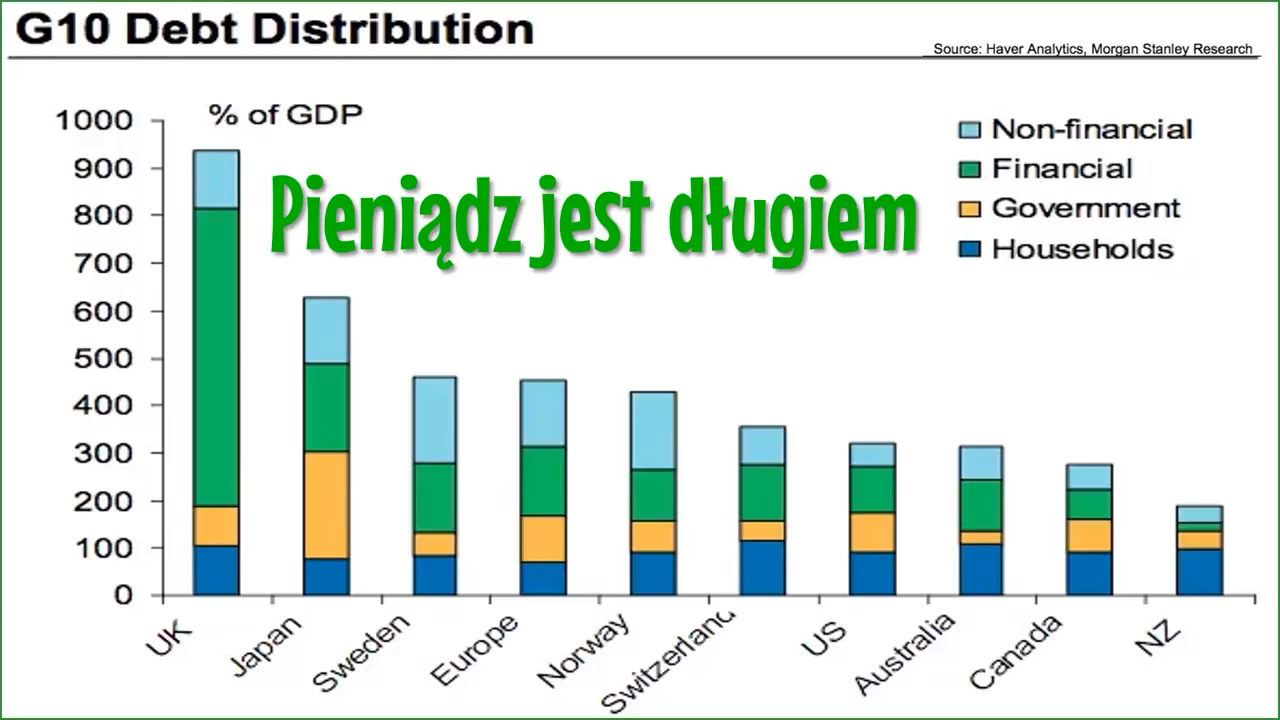 G10 Debt Distribution
Source: Haver Analytics, Morgan Stanley Research
% of GDP
1000
900
800
700
600
500
400
300
200
100
0
Pieniądz jest długiem
Non-financial
Financial
Government
Households
UK
Japan
Sweden
Europe
Norway
Switzerland
US
Australia
Canada
NZ